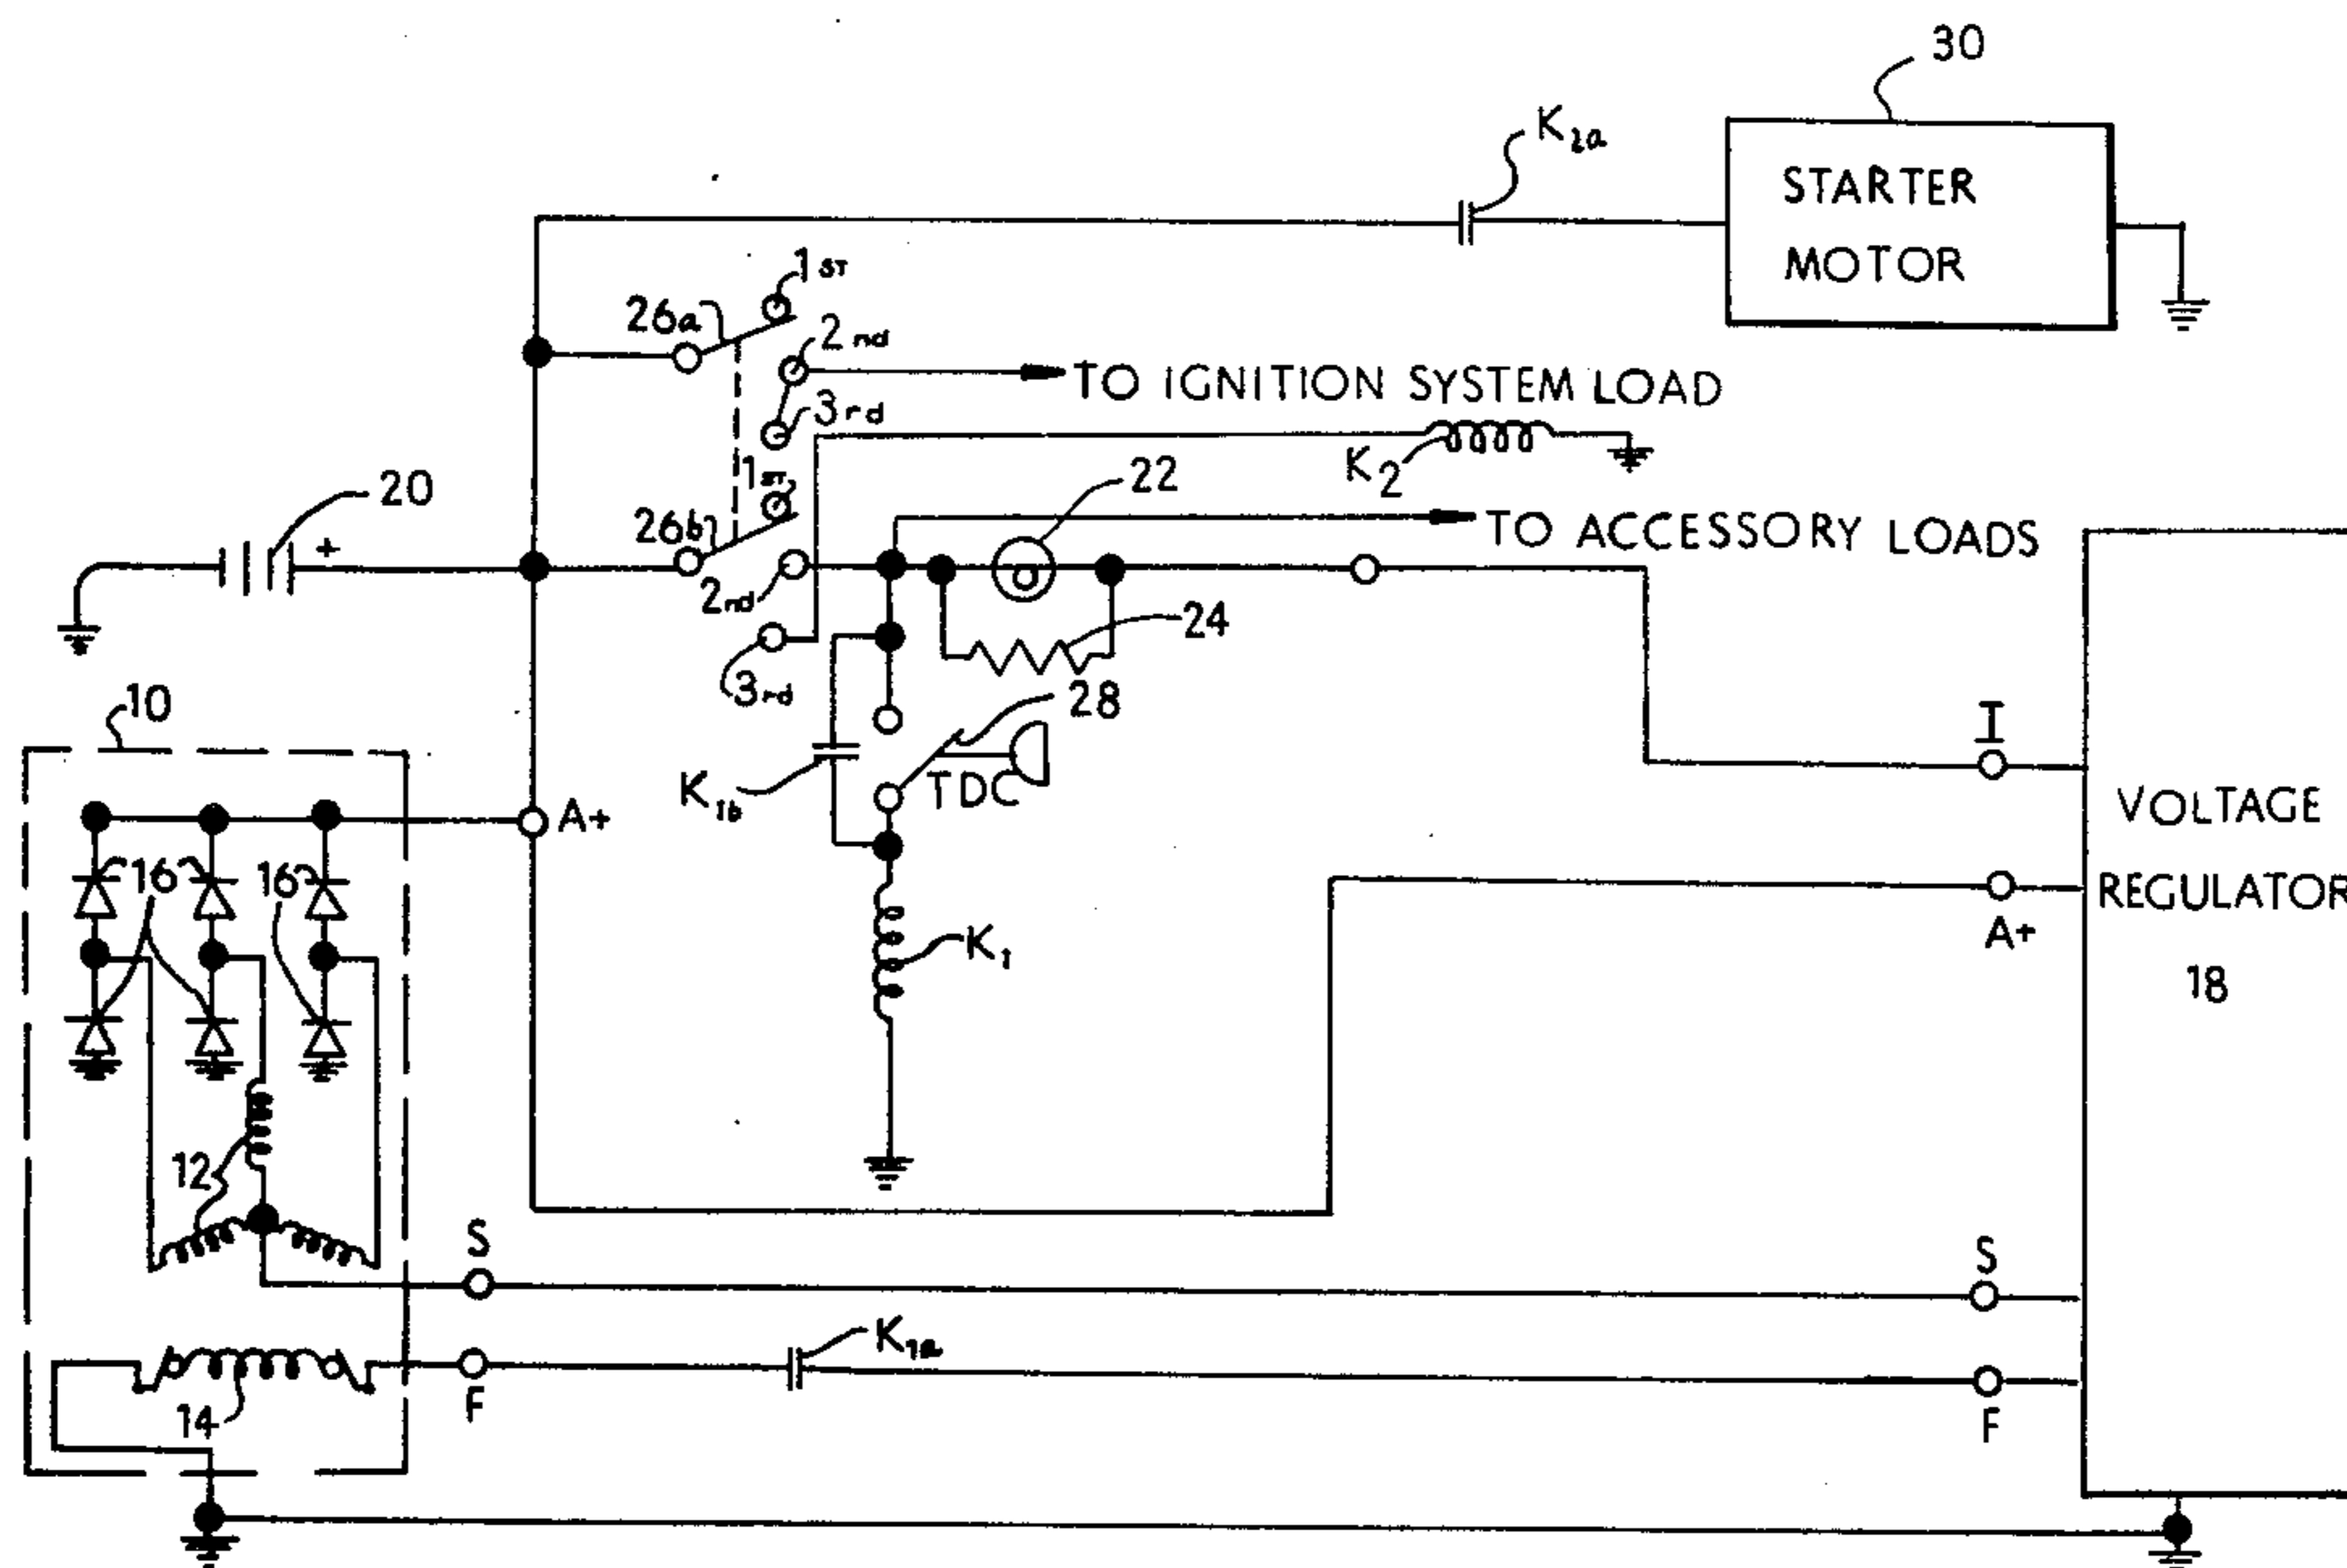 30
K2a
STARTER
MOTOR
1ST
26a
2nd
TO IGNITION SYSTEM LOAD
3rd
K2
1ST
20
+
22
26b
TO ACCESSORY LOADS
2nd
24
3rd
10
28
I
K1b
TDC
VOLTAGE
A+
16
16
REGULATOR
A+
K1
18
12
S
S
K1a
14
F
F